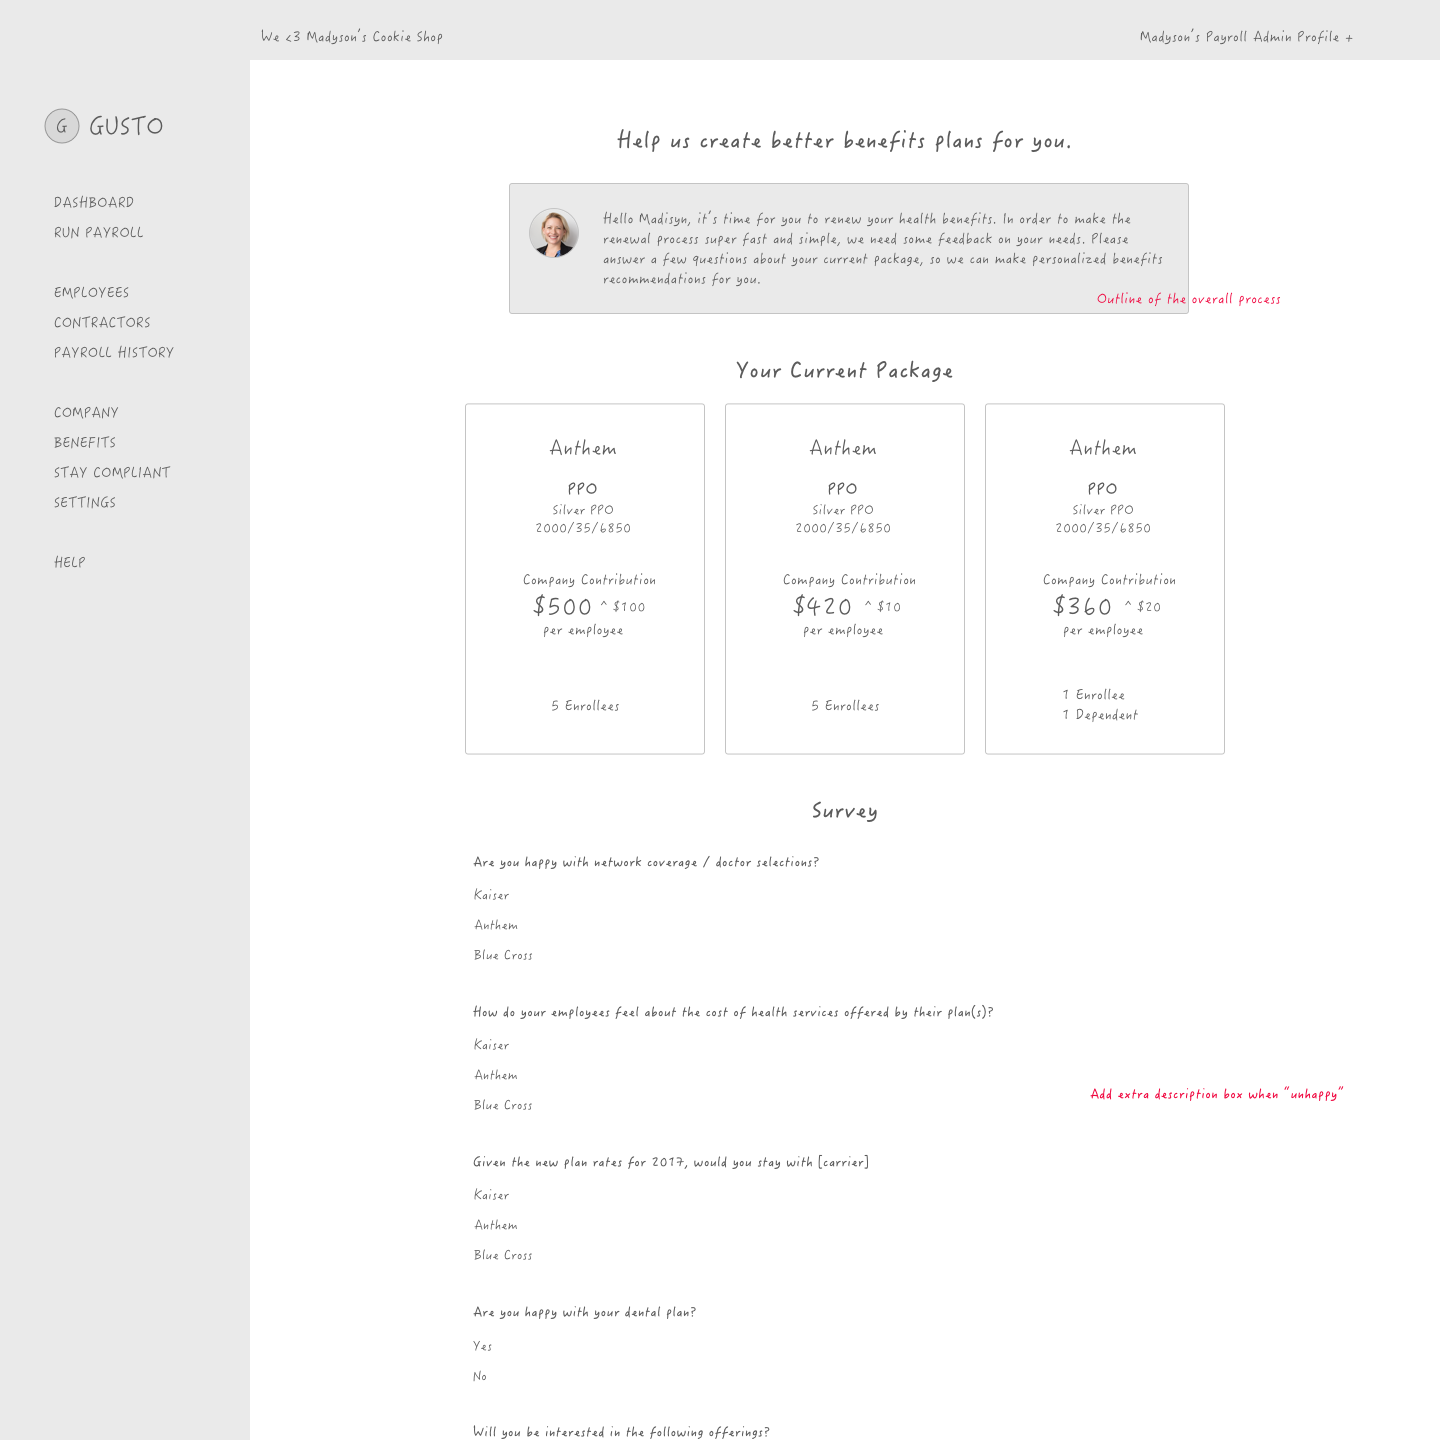 We <3 Madyson's Cookie Shop
Madyson's Payroll Admin Profile +
G GUSTO
DASHBOARD
RUN PAYROLL
EMPLOYEES
CONTRACTORS
PAYROLL HISTORY
COMPANY
BENEFITS
STAY COMPLIANT
SETTINGS
HELP
Help us create better benefits plans for you.
Hello Madisyn, it's time for you to renew your health benefits. In order to make the
renewal process super fast and simple, we need some feedback on your needs. Please
answer a few questions about your current package, so we can make personalized benefits
recommendations for you.
Outline of the overall process
Your Current Package
Anthem
PPO
Silver PPO
2000/35/6850
Company Contribution
$500 ^ $100
per employee
5 Enrollees
Anthem
PPO
Silver PPO
2000/35/6850
Company Contribution
$420 ^ $10
per employee
5 Enrollees
Anthem
PPO
Silver PPO
2000/35/6850
Company Contribution
$360 ^ $20
per employee
1 Enrollee
1 Dependent
Survey
Are you happy with network coverage / doctor selections?
Kaiser
Anthem
Blue Cross
How do your employees feel about the cost of health services offered by their plan(s)?
Kaiser
Anthem
Blue Cross
Add extra description box when "unhappy"
Given the new plan rates for 2017, would you stay with [carrier]
Kaiser
Anthem
Blue Cross
Are you happy with your dental plan?
Yes
No
Will you be interested in the following offerings?